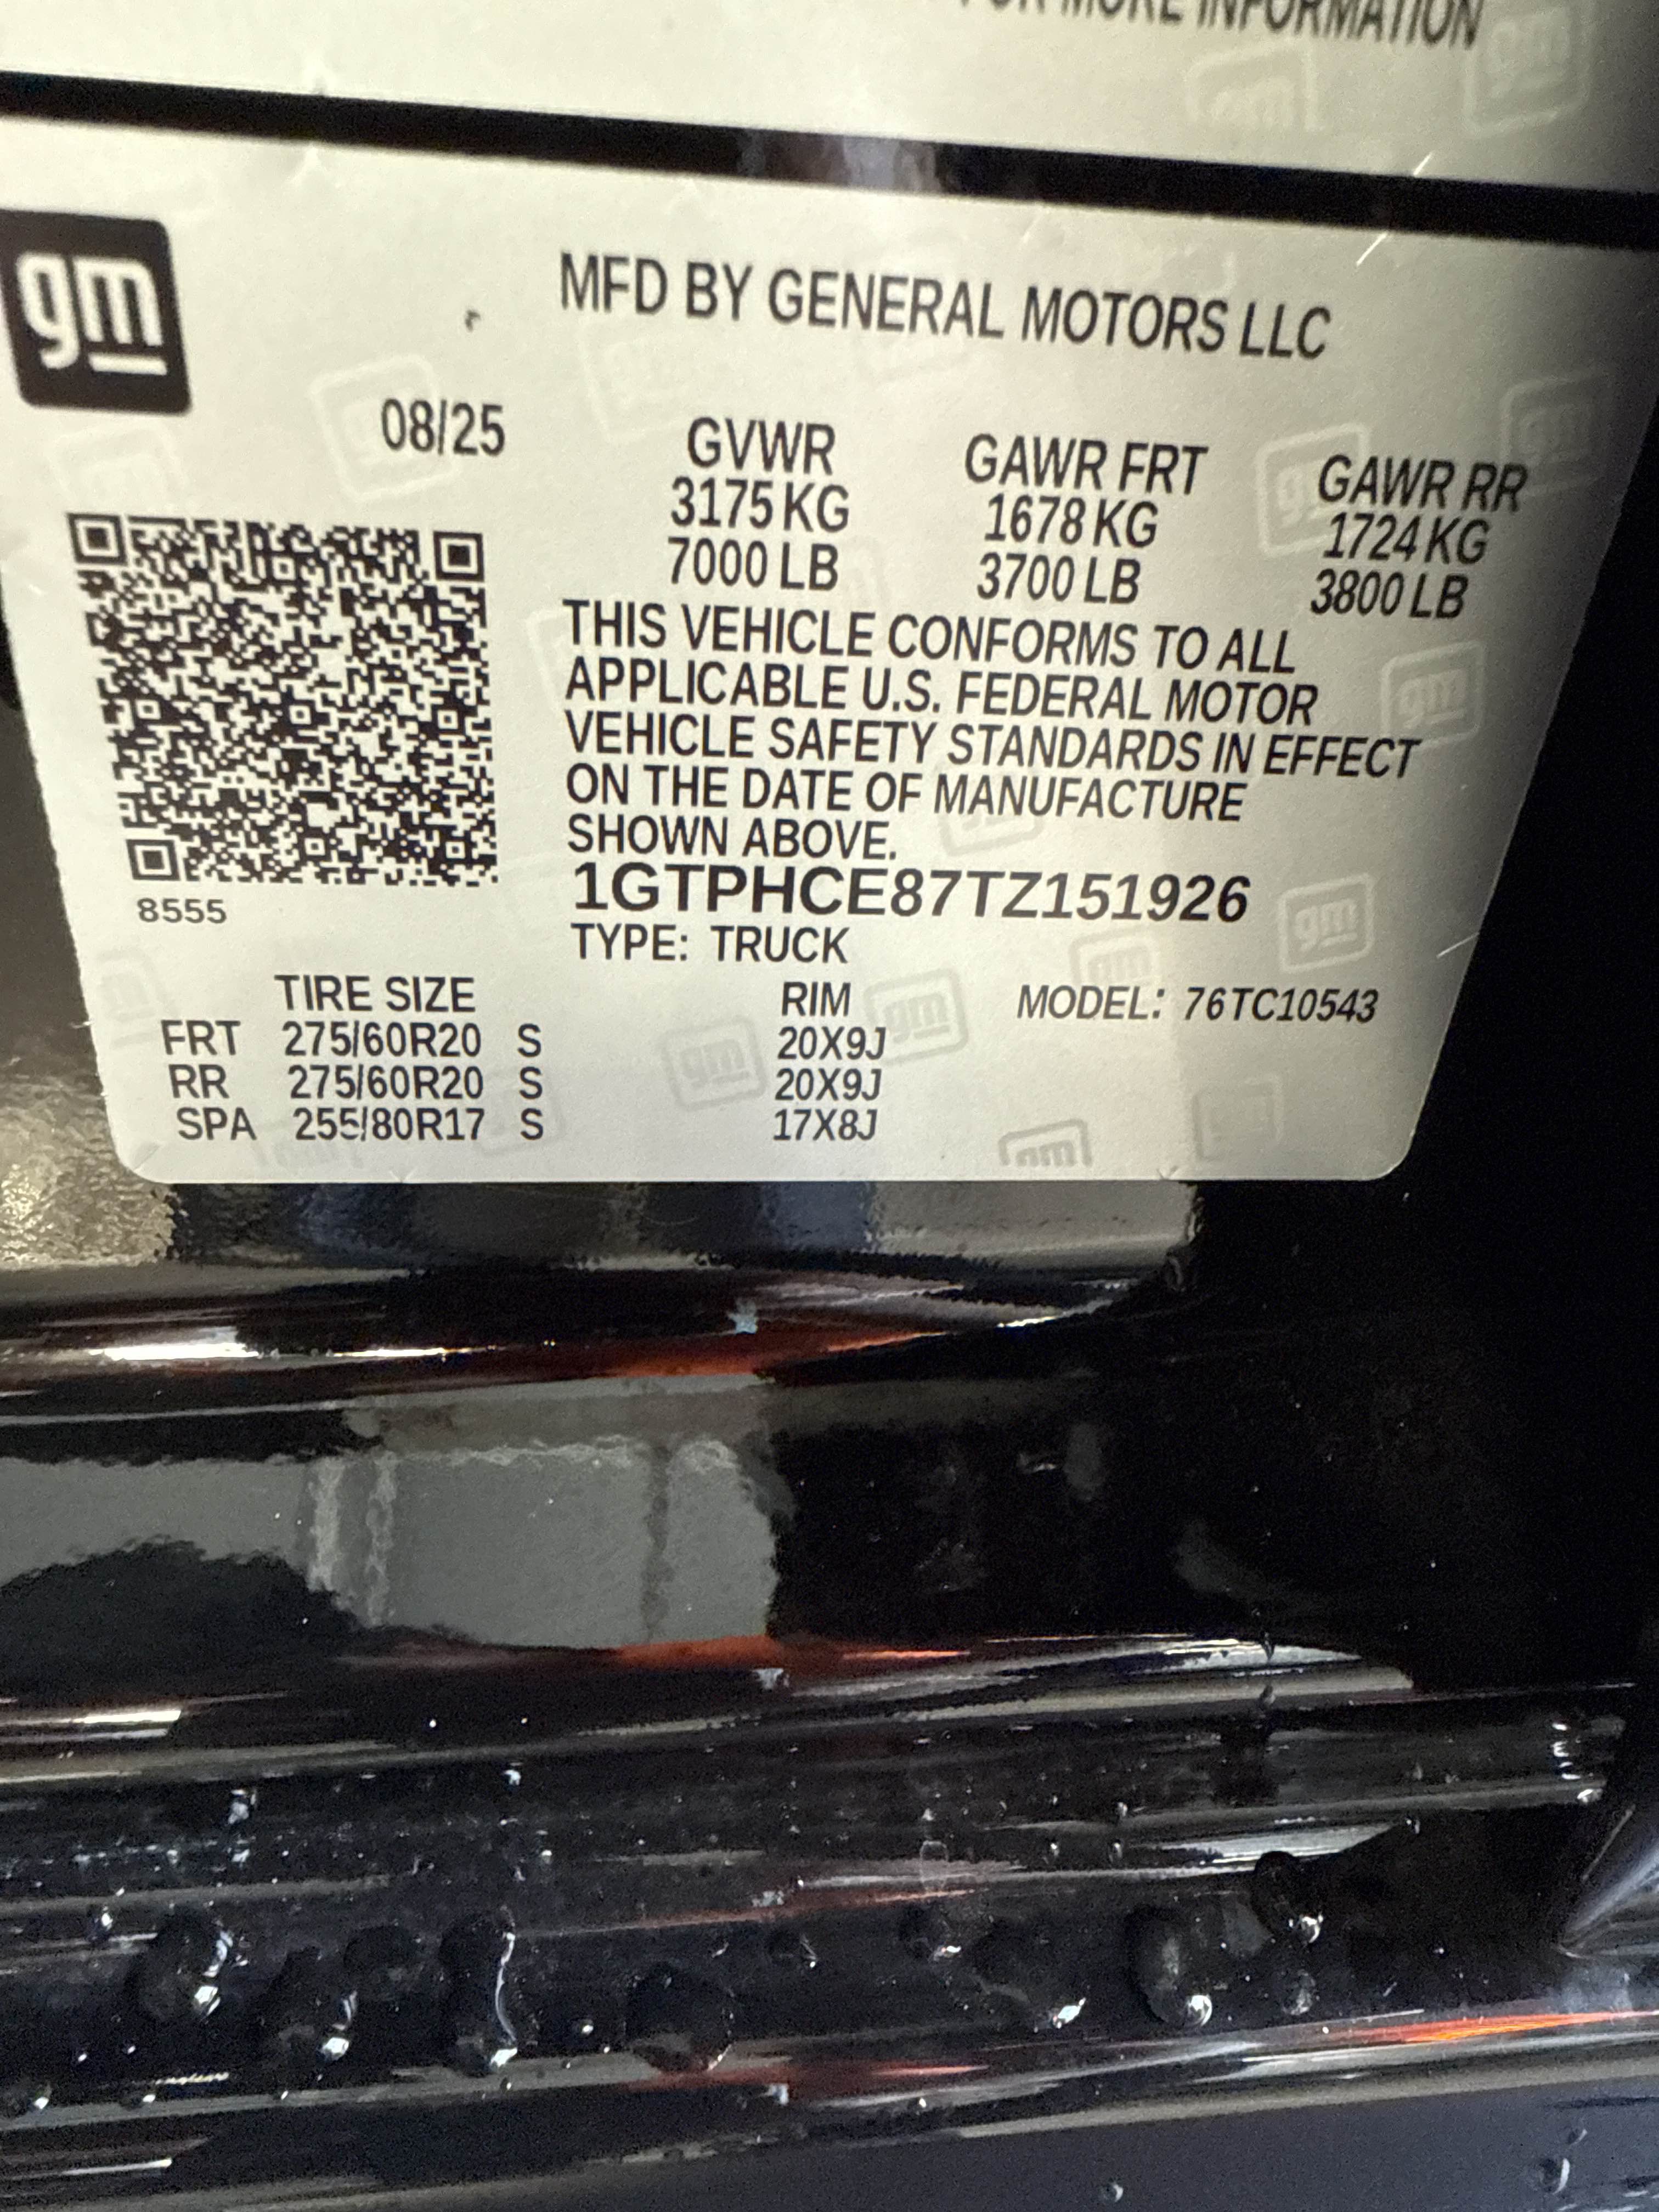 FOR MORE INFORMATION
gm
MFD BY GENERAL MOTORS LLC
08/25
GVWR GAWR FRT GAWR RR
3175 KG 1678 KG 1724 KG
7000 LB 3700 LB 3800 LB
THIS VEHICLE CONFORMS TO ALL
APPLICABLE U.S. FEDERAL MOTOR
VEHICLE SAFETY STANDARDS IN EFFECT
ON THE DATE OF MANUFACTURE
SHOWN ABOVE.
1GTPHCE87TZ151926
8555
TYPE: TRUCK
TIRE SIZE RIM MODEL: 76TC10543
FRT 275/60R20 S 20X9J
RR 275/60R20 S 20X9J
SPA 255/80R17 S 17X8J